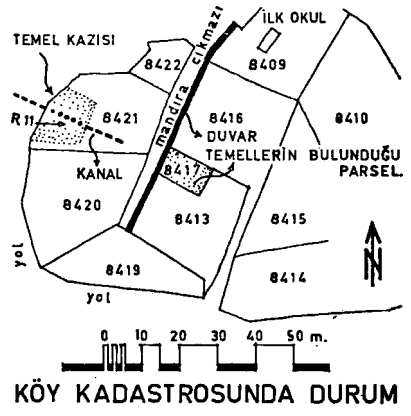 İLK OKUL
TEMEL KAZISI
8422
mandıra çıkmazı
8409
R11
8421
8416
8410
DUVAR
TEMELLERİN BULUNDUĞU
PARSEL.
KANAL
8417
8420
8413
8415
yol
8419
8414
N
yol
0 10 20 30 40 50 m.
KÖY KADASTROSUNDA DURUM